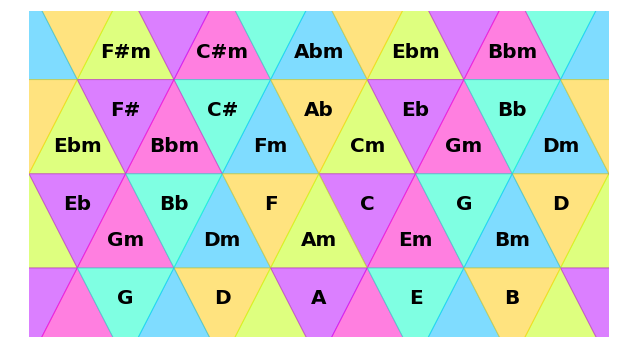 F#m C#m Abm Ebm Bbm
F# C# Ab Eb Bb
Ebm Bbm Fm Cm Gm Dm
Eb Bb F C G D
Gm Dm Am Em Bm
G D A E B